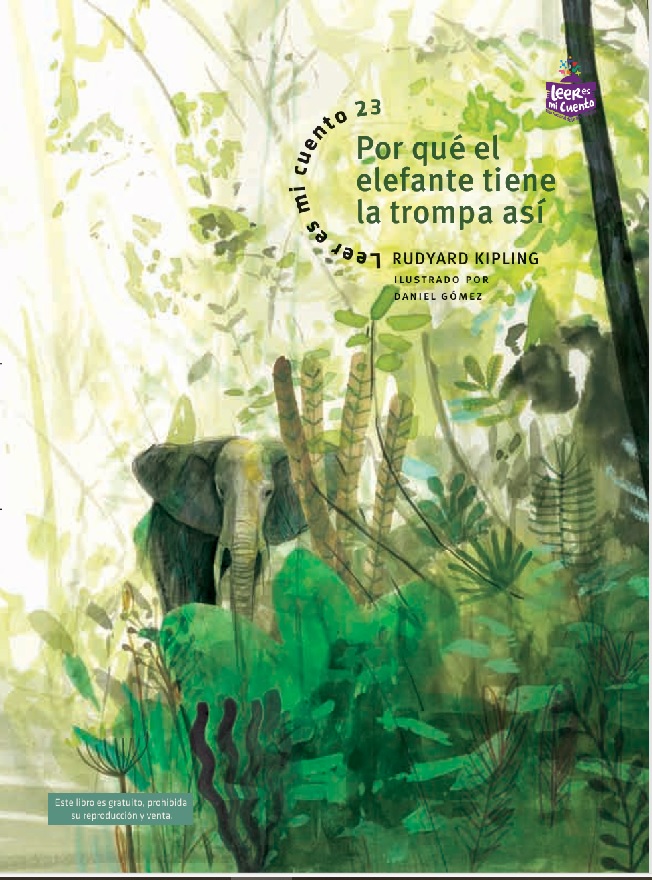 Leer es mi cuento 23
leer es
mi Cuento
Por qué el
elefante tiene
la trompa así
RUDYARD KIPLING
ILUSTRADO POR
DANIEL GÓMEZ
Este libro es gratuito, prohibida
su reproducción y venta.